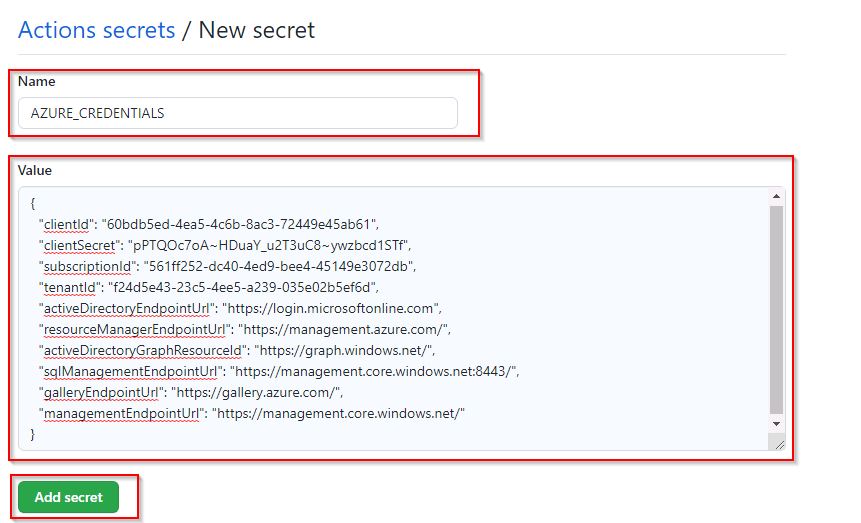 Actions secrets / New secret
Name
AZURE_CREDENTIALS
Value
{
"clientId": "60bdb5ed-4ea5-4c6b-8ac3-72449e45ab61",
"clientSecret": "pPTQOc7oA~HDuaY_u2T3uC8~ywzbcd1STf",
"subscriptionId": "561ff252-dc40-4ed9-bee4-45149e3072db",
"tenantId": "f24d5e43-23c5-4ee5-a239-035e02b5ef6d",
"activeDirectoryEndpointUrl": "https://login.microsoftonline.com",
"resourceManagerEndpointUrl": "https://management.azure.com/",
"activeDirectoryGraphResourceId": "https://graph.windows.net/",
"sqlManagementEndpointUrl": "https://management.core.windows.net:8443/",
"galleryEndpointUrl": "https://gallery.azure.com/",
"managementEndpointUrl": "https://management.core.windows.net/"
}
Add secret